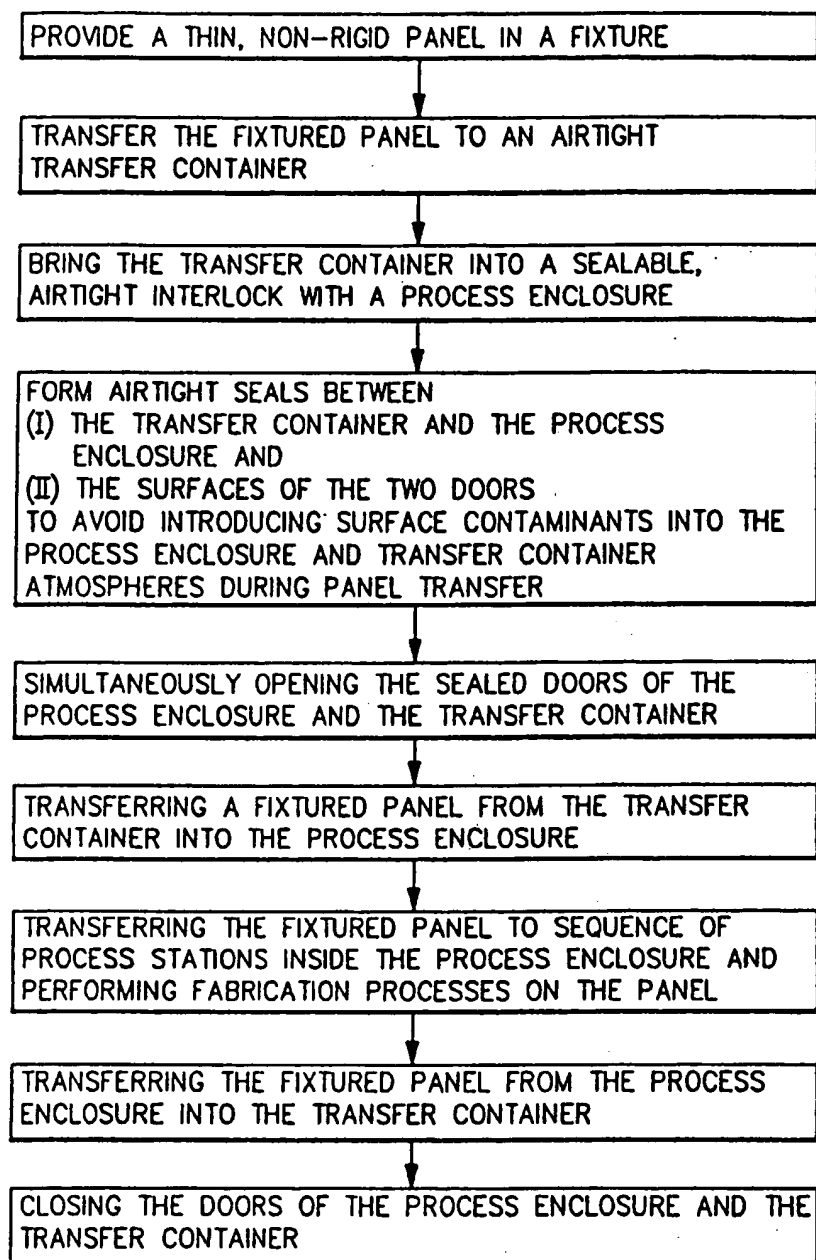 PROVIDE A THIN, NON-RIGID PANEL IN A FIXTURE
TRANSFER THE FIXTURED PANEL TO AN AIRTIGHT
TRANSFER CONTAINER
BRING THE TRANSFER CONTAINER INTO A SEALABLE,
AIRTIGHT INTERLOCK WITH A PROCESS ENCLOSURE
FORM AIRTIGHT SEALS BETWEEN
(I) THE TRANSFER CONTAINER AND THE PROCESS
ENCLOSURE AND
(II) THE SURFACES OF THE TWO DOORS
TO AVOID INTRODUCING SURFACE CONTAMINANTS INTO THE
PROCESS ENCLOSURE AND TRANSFER CONTAINER
ATMOSPHERES DURING PANEL TRANSFER
SIMULTANEOUSLY OPENING THE SEALED DOORS OF THE
PROCESS ENCLOSURE AND THE TRANSFER CONTAINER
TRANSFERRING A FIXTURED PANEL FROM THE TRANSFER
CONTAINER INTO THE PROCESS ENCLOSURE
TRANSFERRING THE FIXTURED PANEL TO SEQUENCE OF
PROCESS STATIONS INSIDE THE PROCESS ENCLOSURE AND
PERFORMING FABRICATION PROCESSES ON THE PANEL
TRANSFERRING THE FIXTURED PANEL FROM THE PROCESS
ENCLOSURE INTO THE TRANSFER CONTAINER
CLOSING THE DOORS OF THE PROCESS ENCLOSURE AND THE
TRANSFER CONTAINER